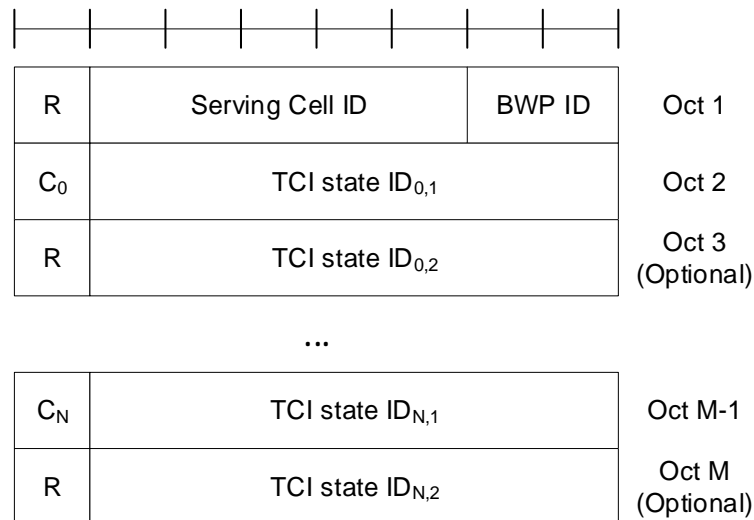 R Serving Cell ID BWP ID Oct 1
C0 TCI state ID0,1 Oct 2
R TCI state ID0,2 Oct 3
(Optional)
...
CN TCI state IDN,1 Oct M-1
R TCI state IDN,2 Oct M
(Optional)